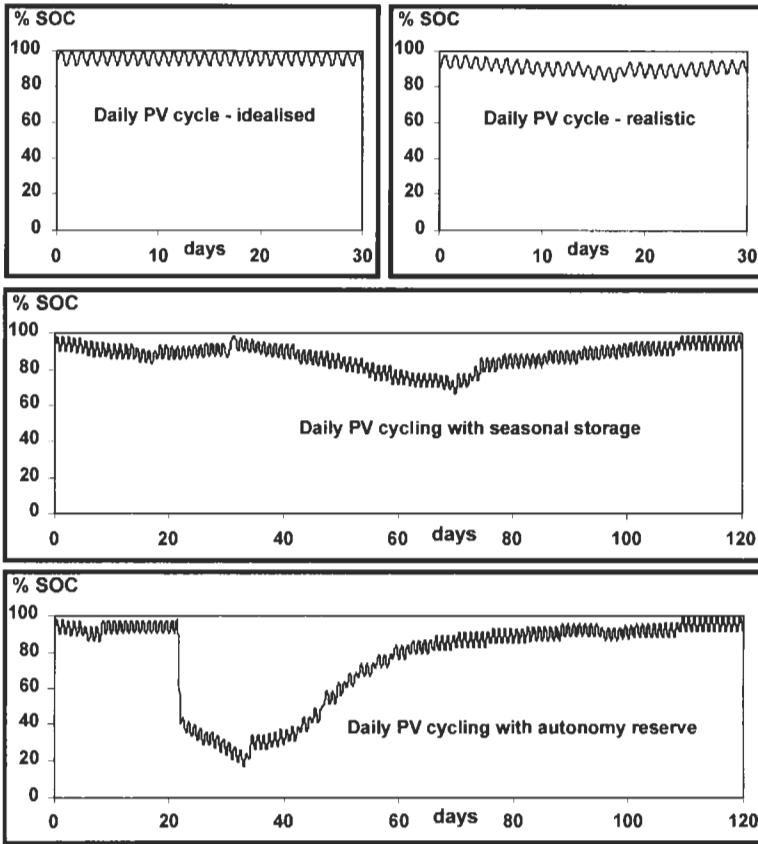 % SOC
100
80
60
40
20
0
Daily PV cycle - idealised
0 10 20 30
days
% SOC
100
80
60
40
20
0
Daily PV cycle - realistic
0 10 20 30
days
% SOC
100
80
60
40
20
0
Daily PV cycling with seasonal storage
0 20 40 60 80 100 120
days
% SOC
100
80
60
40
20
0
Daily PV cycling with autonomy reserve
0 20 40 60 80 100 120
days